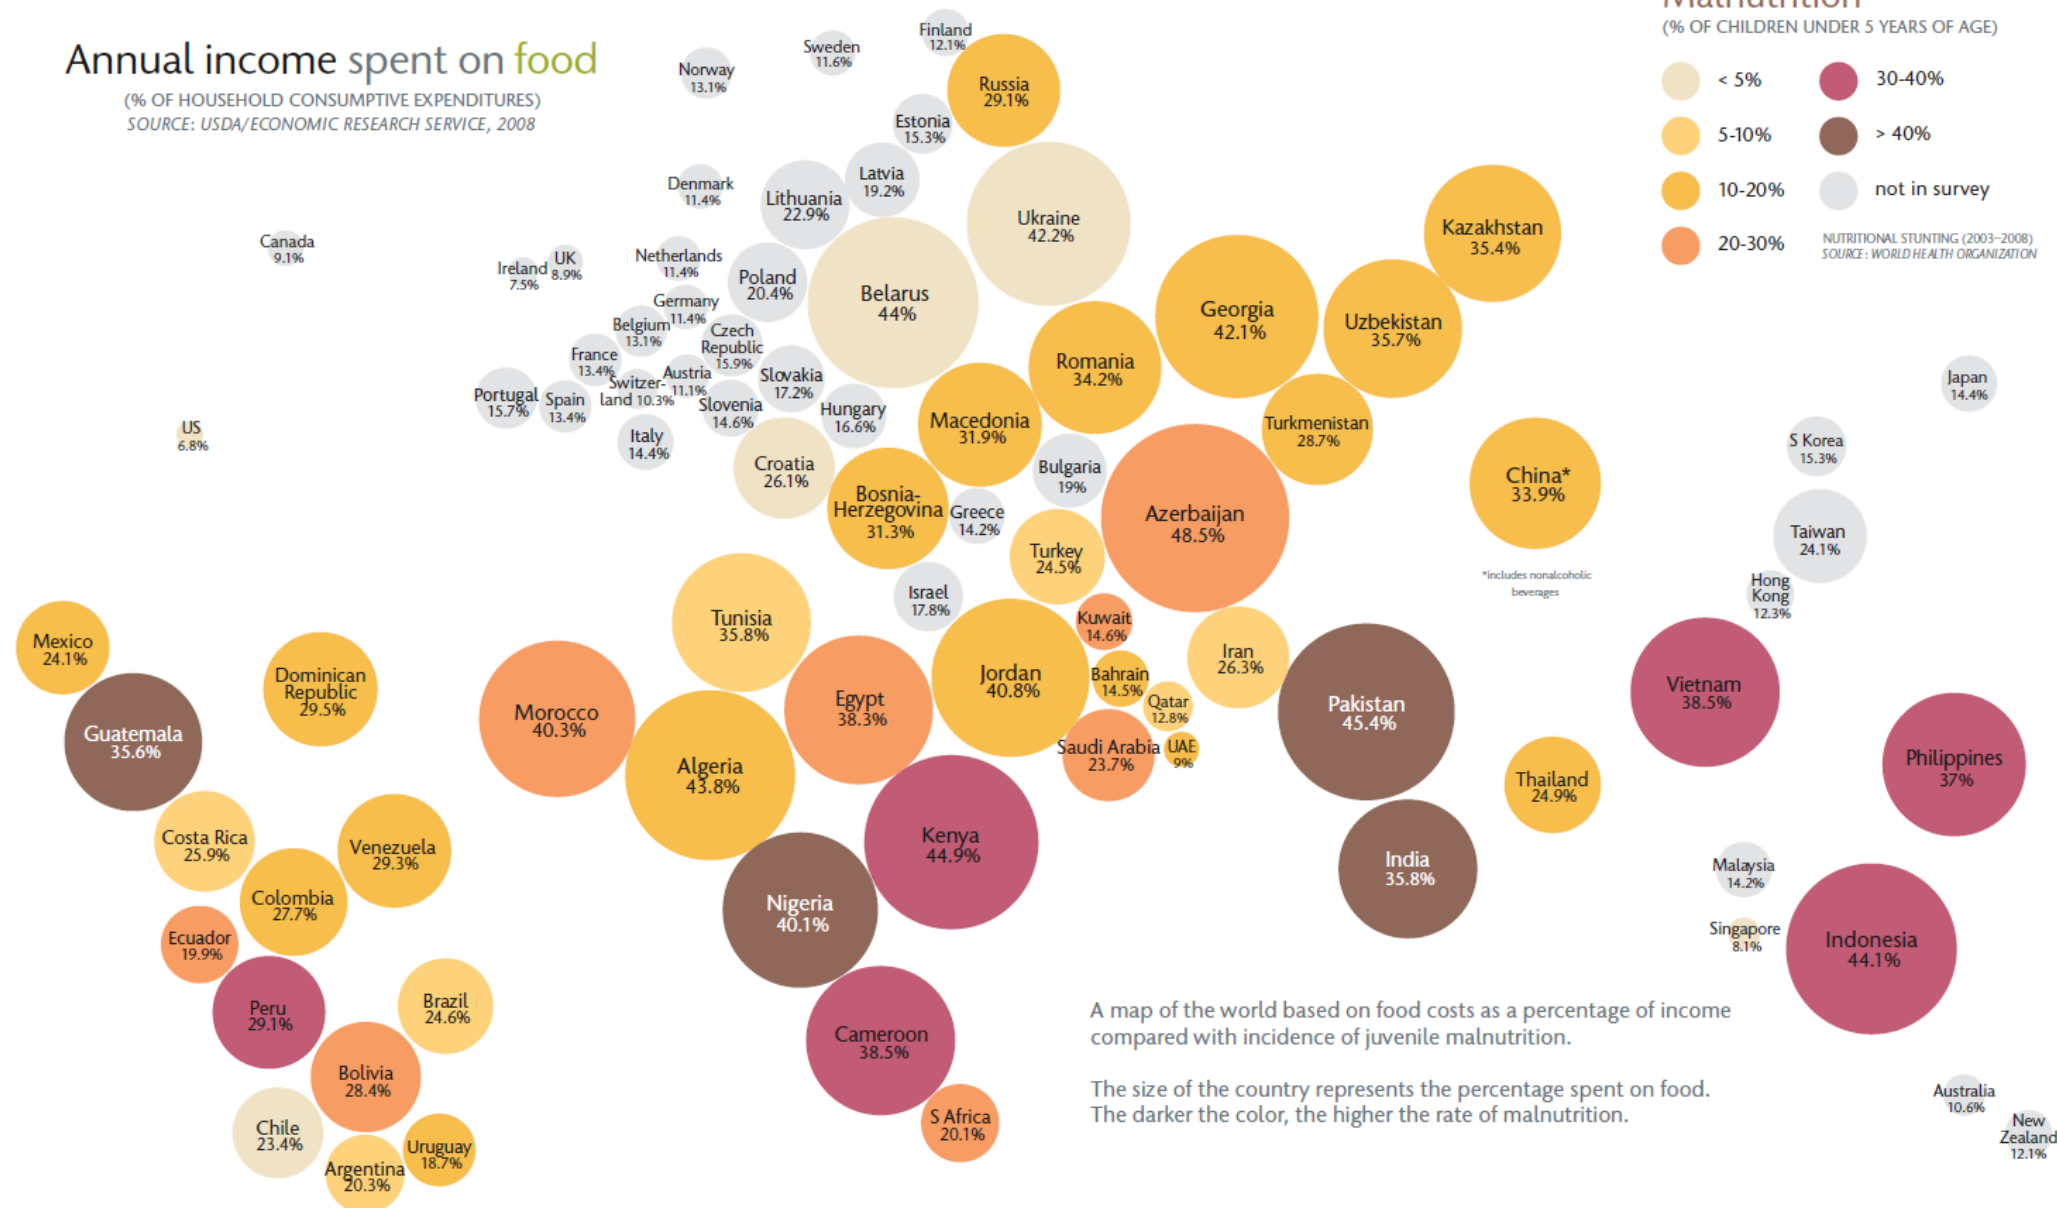 Annual income spent on food
(% OF HOUSEHOLD CONSUMPTIVE EXPENDITURES)
SOURCE: USDA/ECONOMIC RESEARCH SERVICE, 2008
Malnutrition
(% OF CHILDREN UNDER 5 YEARS OF AGE)
< 5%
30-40%
5-10%
> 40%
10-20%
not in survey
20-30%
NUTRITIONAL STUNTING (2003–2008)
SOURCE: WORLD HEALTH ORGANIZATION
Finland
12.1%
Sweden
11.6%
Norway
13.1%
Russia
29.1%
Estonia
15.3%
Latvia
19.2%
Denmark
11.4%
Lithuania
22.9%
Ukraine
42.2%
Kazakhstan
35.4%
Canada
9.1%
Ireland
7.5%
UK
8.9%
Netherlands
11.4%
Poland
20.4%
Belarus
44%
Germany
11.4%
Belgium
13.1%
Czech
Republic
15.9%
Georgia
42.1%
Uzbekistan
35.7%
France
13.4%
Switzer-
land 10.3%
Austria
11.1%
Slovakia
17.2%
Romania
34.2%
Portugal
15.7%
Spain
13.4%
Slovenia
14.6%
Hungary
16.6%
Macedonia
31.9%
Turkmenistan
28.7%
Japan
14.4%
US
6.8%
Italy
14.4%
Croatia
26.1%
Bulgaria
19%
China*
33.9%
S Korea
15.3%
Bosnia-
Herzegovina
31.3%
Greece
14.2%
Azerbaijan
48.5%
Taiwan
24.1%
Turkey
24.5%
*includes nonalcoholic
beverages
Hong
Kong
12.3%
Israel
17.8%
Tunisia
35.8%
Kuwait
14.6%
Mexico
24.1%
Dominican
Republic
29.5%
Iran
26.3%
Jordan
40.8%
Bahrain
14.5%
Qatar
12.8%
Pakistan
45.4%
Vietnam
38.5%
Guatemala
35.6%
Morocco
40.3%
Egypt
38.3%
Saudi Arabia
23.7%
UAE
9%
Algeria
43.8%
Thailand
24.9%
Philippines
37%
Costa Rica
25.9%
Venezuela
29.3%
Kenya
44.9%
India
35.8%
Malaysia
14.2%
Colombia
27.7%
Nigeria
40.1%
Ecuador
19.9%
Singapore
8.1%
Indonesia
44.1%
Peru
29.1%
Brazil
24.6%
Cameroon
38.5%
Bolivia
28.4%
Chile
23.4%
S Africa
20.1%
Argentina
20.3%
Uruguay
18.7%
A map of the world based on food costs as a percentage of income
compared with incidence of juvenile malnutrition.
The size of the country represents the percentage spent on food.
The darker the color, the higher the rate of malnutrition.
Australia
10.6%
New
Zealand
12.1%